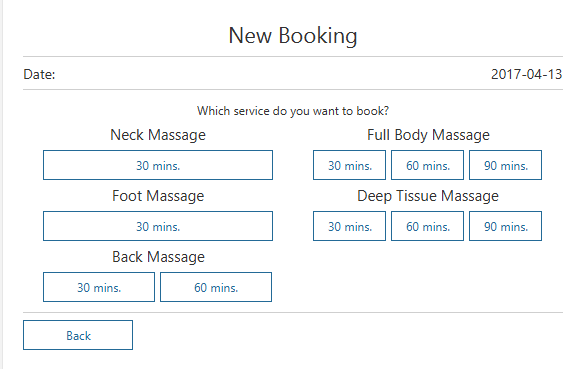 New Booking
Date: 2017-04-13
Which service do you want to book?
Neck Massage
30 mins.
Foot Massage
30 mins.
Back Massage
30 mins. 60 mins.
Full Body Massage
30 mins. 60 mins. 90 mins.
Deep Tissue Massage
30 mins. 60 mins. 90 mins.
Back